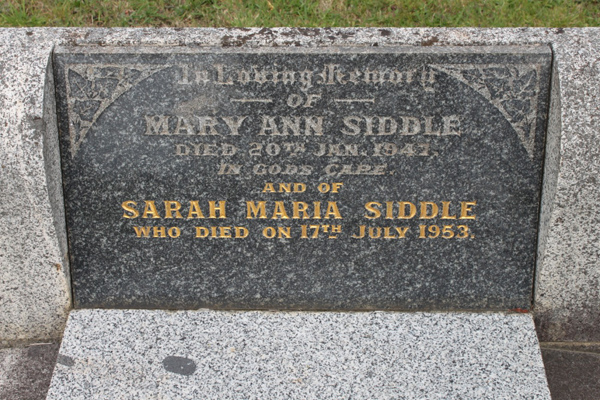 In Loving Memory
OF
MARY ANN SIDDLE
DIED 20TH JAN. 1947.
IN GODS CARE.
AND OF
SARAH MARIA SIDDLE
WHO DIED ON 17TH JULY 1953.